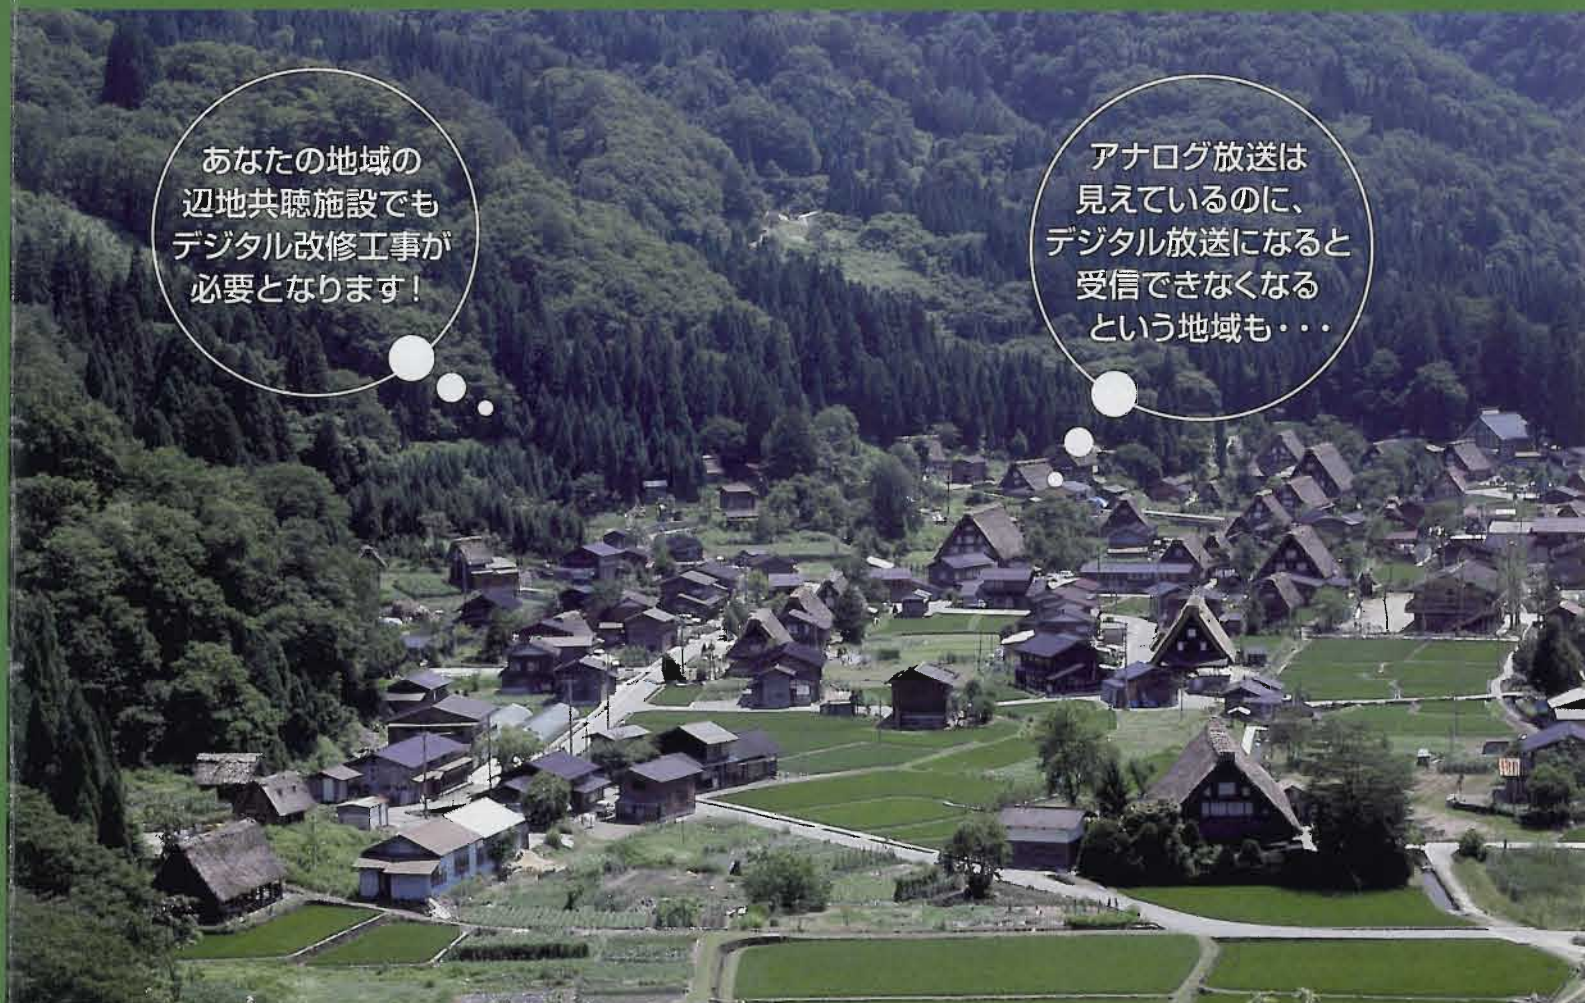 あなたの地域の
辺地共聴施設でも
デジタル改修工事が
必要となります!
アナログ放送は
見えているのに、
デジタル放送になると
受信できなくなる
という地域も・・・